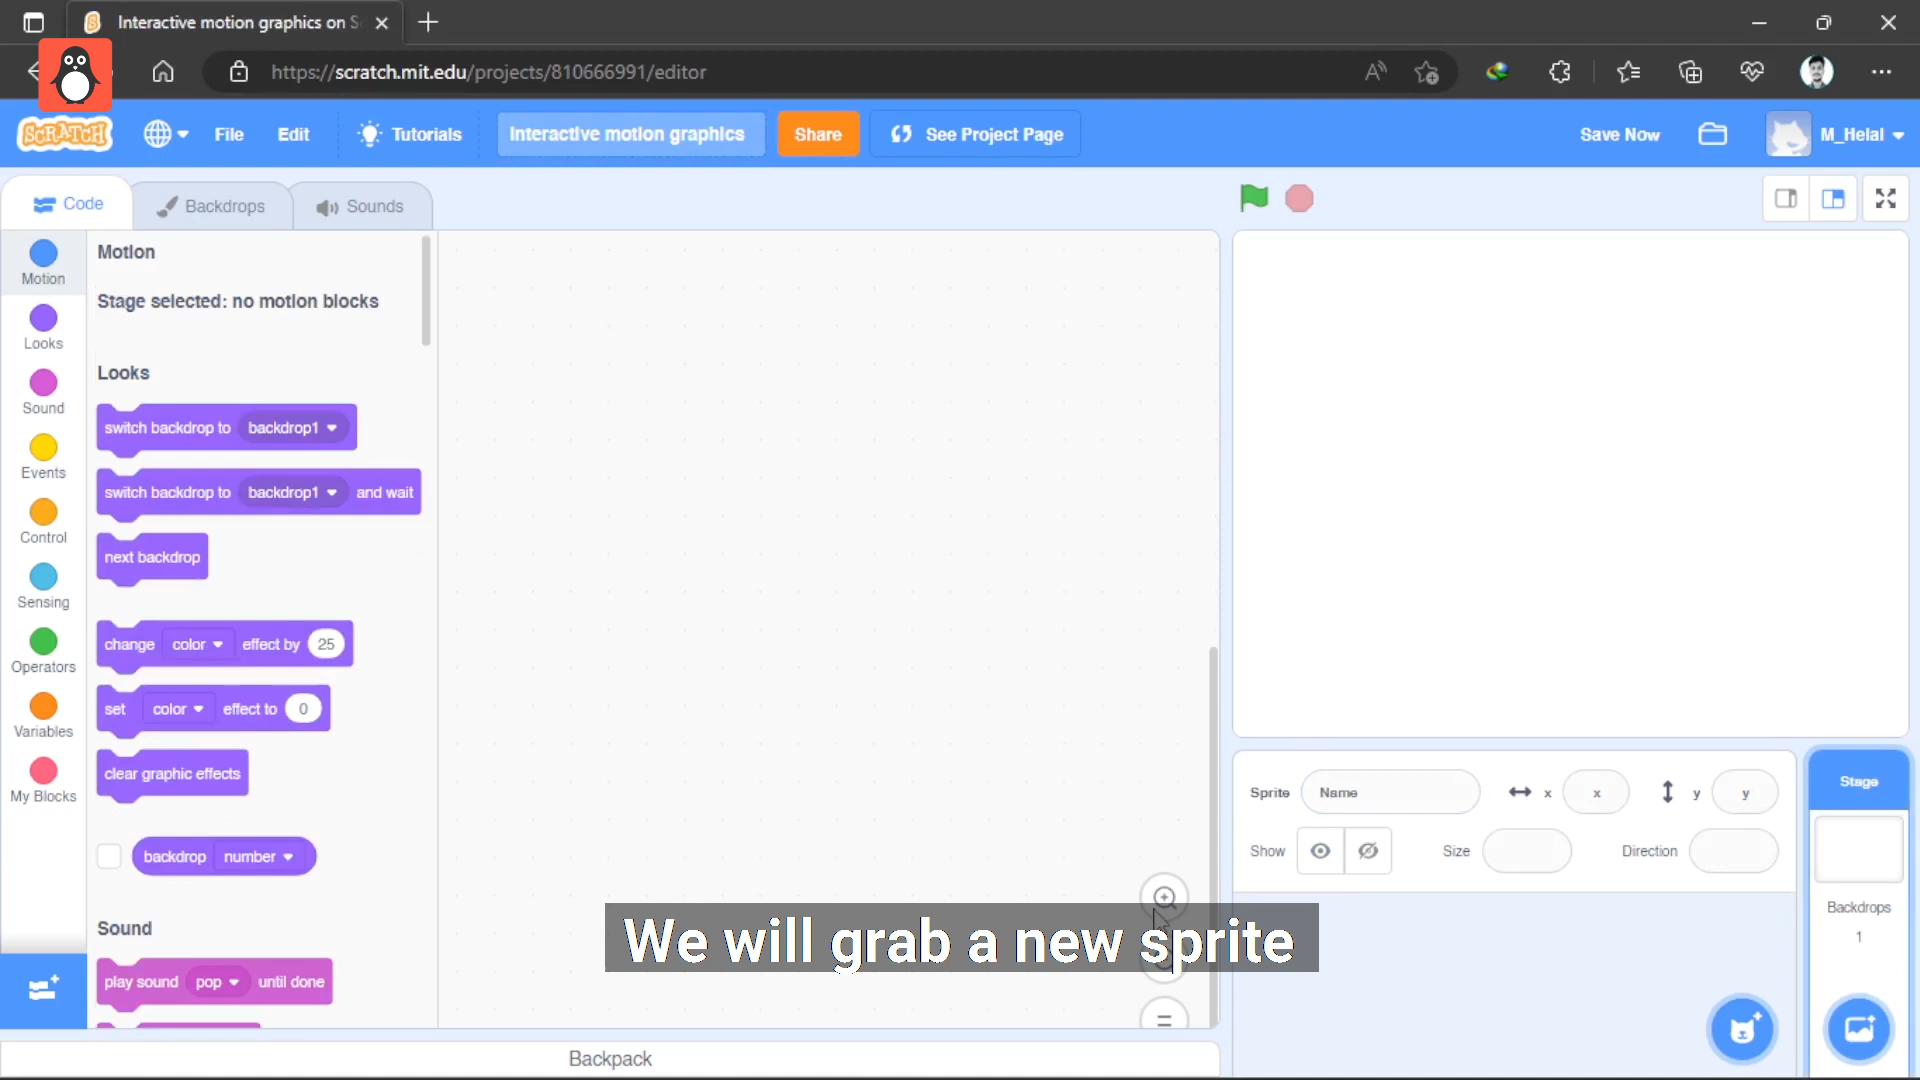 Interactive motion graphics on S
https://scratch.mit.edu/projects/810666991/editor
SCRATCH
File
Edit
Tutorials
Interactive motion graphics
Share
See Project Page
Save Now
M_Helal
Code
Backdrops
Sounds
Motion
Looks
Sound
Events
Control
Sensing
Operators
Variables
My Blocks
Motion
Stage selected: no motion blocks
Looks
switch backdrop to backdrop1
switch backdrop to backdrop1 and wait
next backdrop
change color effect by 25
set color effect to 0
clear graphic effects
backdrop number
Sound
play sound pop until done
Sprite Name x x y y
Show Size Direction
Stage
Backdrops
1
We will grab a new sprite
Backpack